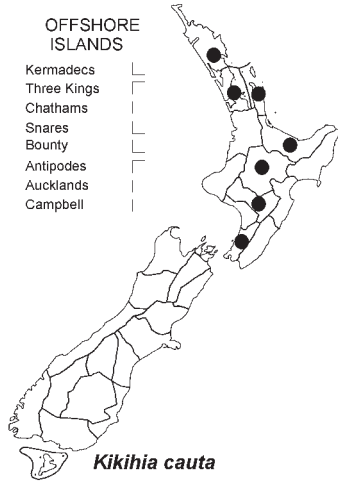 OFFSHORE
ISLANDS
Kermadecs
Three Kings
Chathams
Snares
Bounty
Antipodes
Aucklands
Campbell
Kikihia cauta